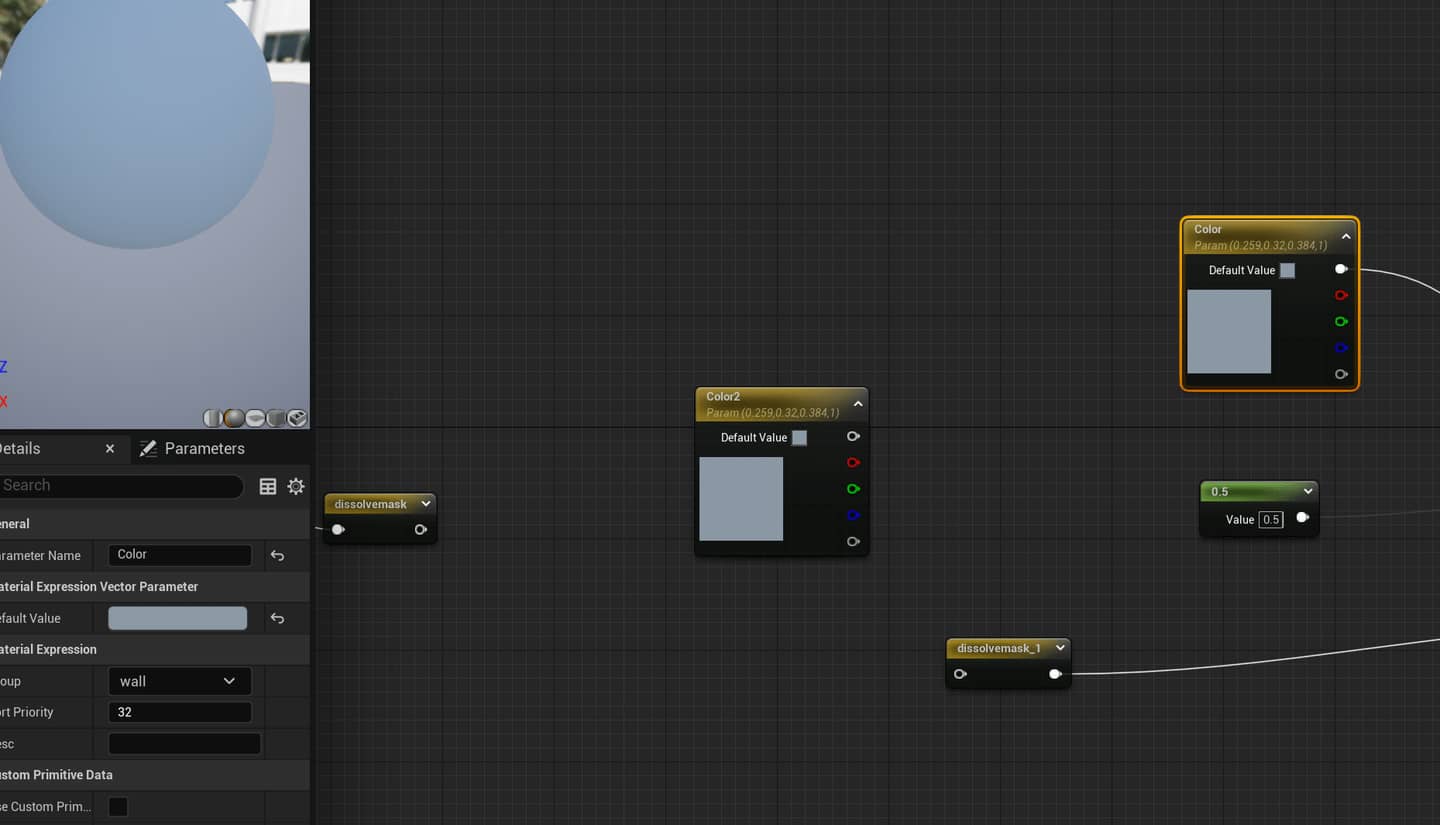 Z
X
Details
Parameters
Search
eneral
arameter Name
Color
aterial Expression Vector Parameter
efault Value
aterial Expression
oup
wall
ort Priority
32
esc
ustom Primitive Data
se Custom Prim...
dissolvemask
Color2
Param (0.259,0.32,0.384,1)
Default Value
dissolvemask_1
Color
Param (0.259,0.32,0.384,1)
Default Value
0.5
Value 0.5